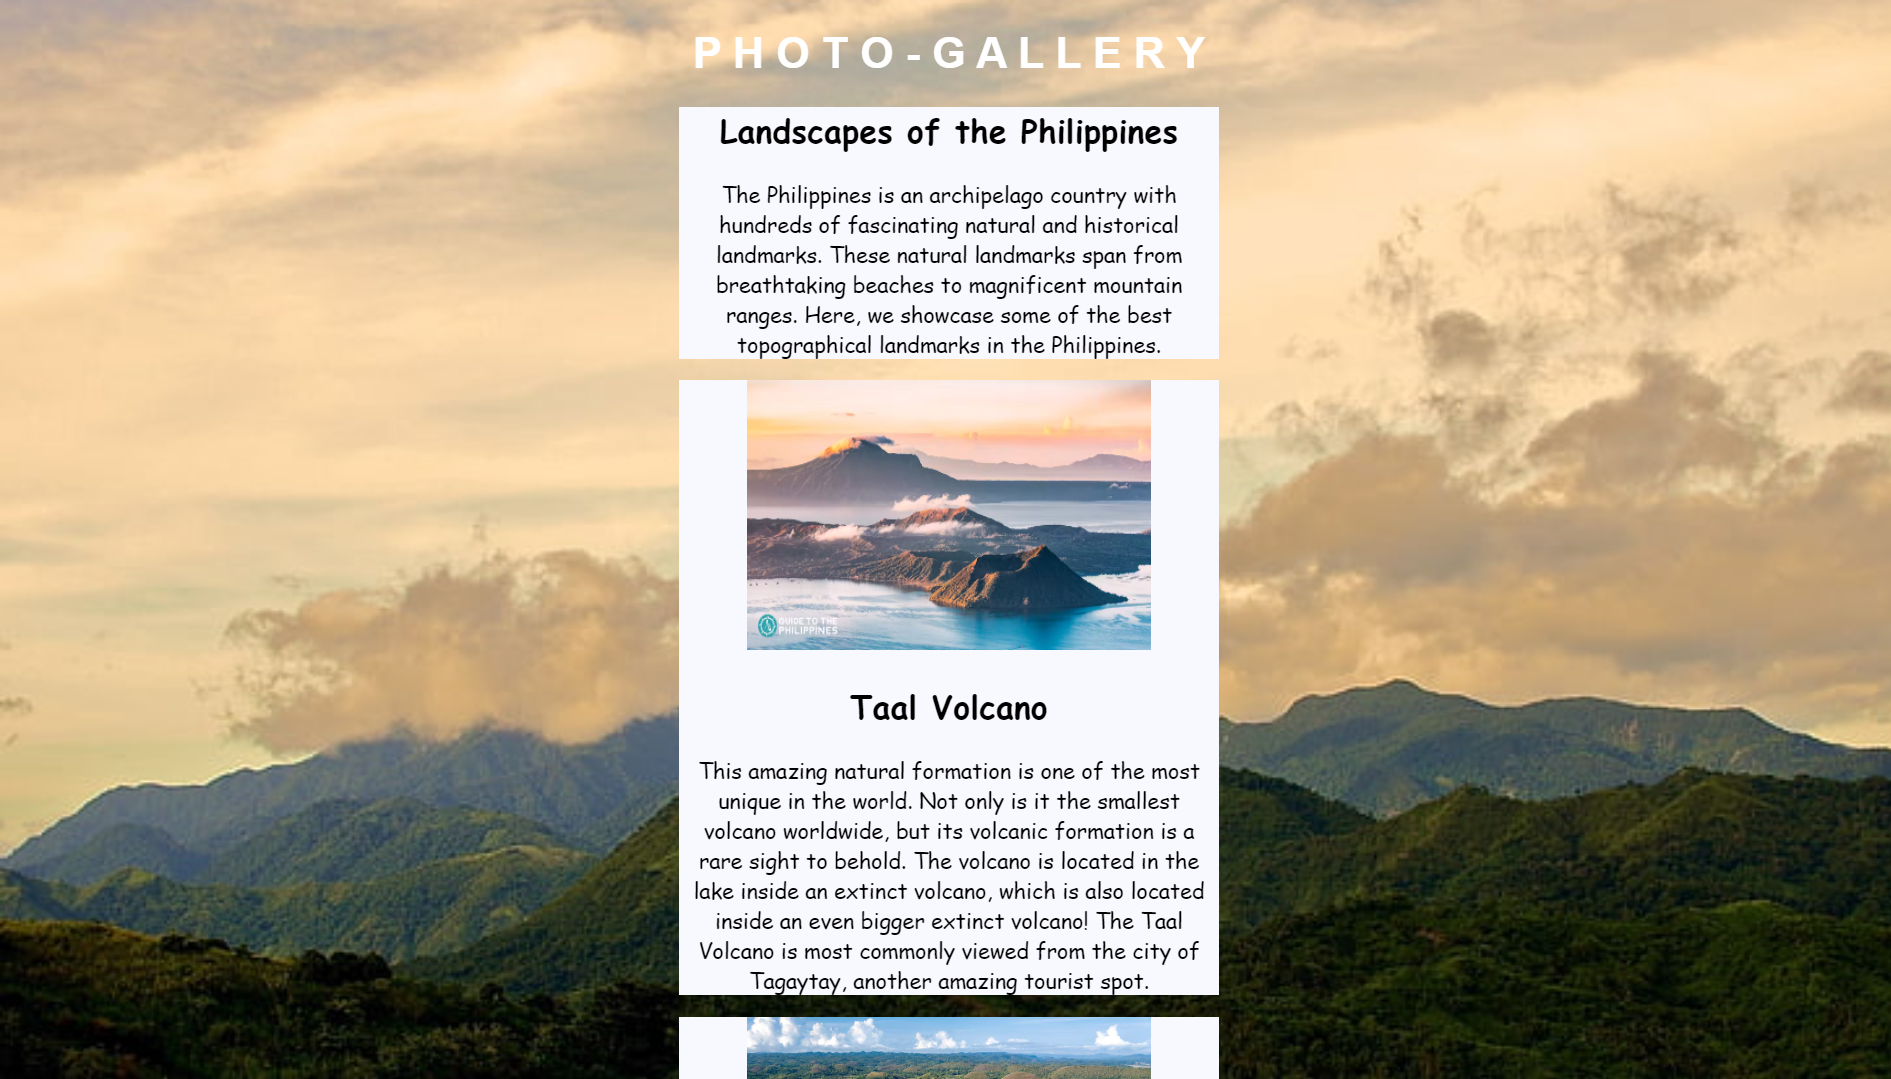 PHOTO-GALLERY
Landscapes of the Philippines
The Philippines is an archipelago country with
hundreds of fascinating natural and historical
landmarks. These natural landmarks span from
breathtaking beaches to magnificent mountain
ranges. Here, we showcase some of the best
topographical landmarks in the Philippines.
GUIDE TO THE
PHILIPPINES
Taal Volcano
This amazing natural formation is one of the most
unique in the world. Not only is it the smallest
volcano worldwide, but its volcanic formation is a
rare sight to behold. The volcano is located in the
lake inside an extinct volcano, which is also located
inside an even bigger extinct volcano! The Taal
Volcano is most commonly viewed from the city of
Tagaytay, another amazing tourist spot.